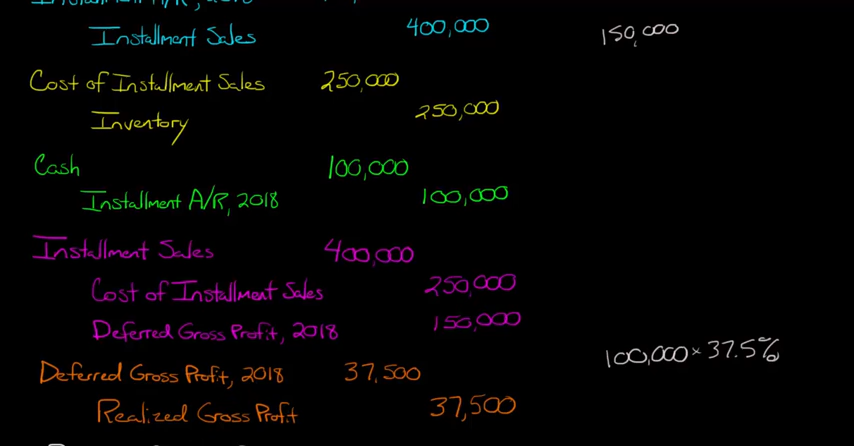 Installment A/R, 2018
Installment Sales 400,000 150,000
Cost of Installment Sales 250,000
Inventory 250,000
Cash 100,000
Installment A/R, 2018 100,000
Installment Sales 400,000
Cost of Installment Sales 250,000
Deferred Gross Profit, 2018 150,000
100,000 × 37.5%
Deferred Gross Profit, 2018 37,500
Realized Gross Profit 37,500